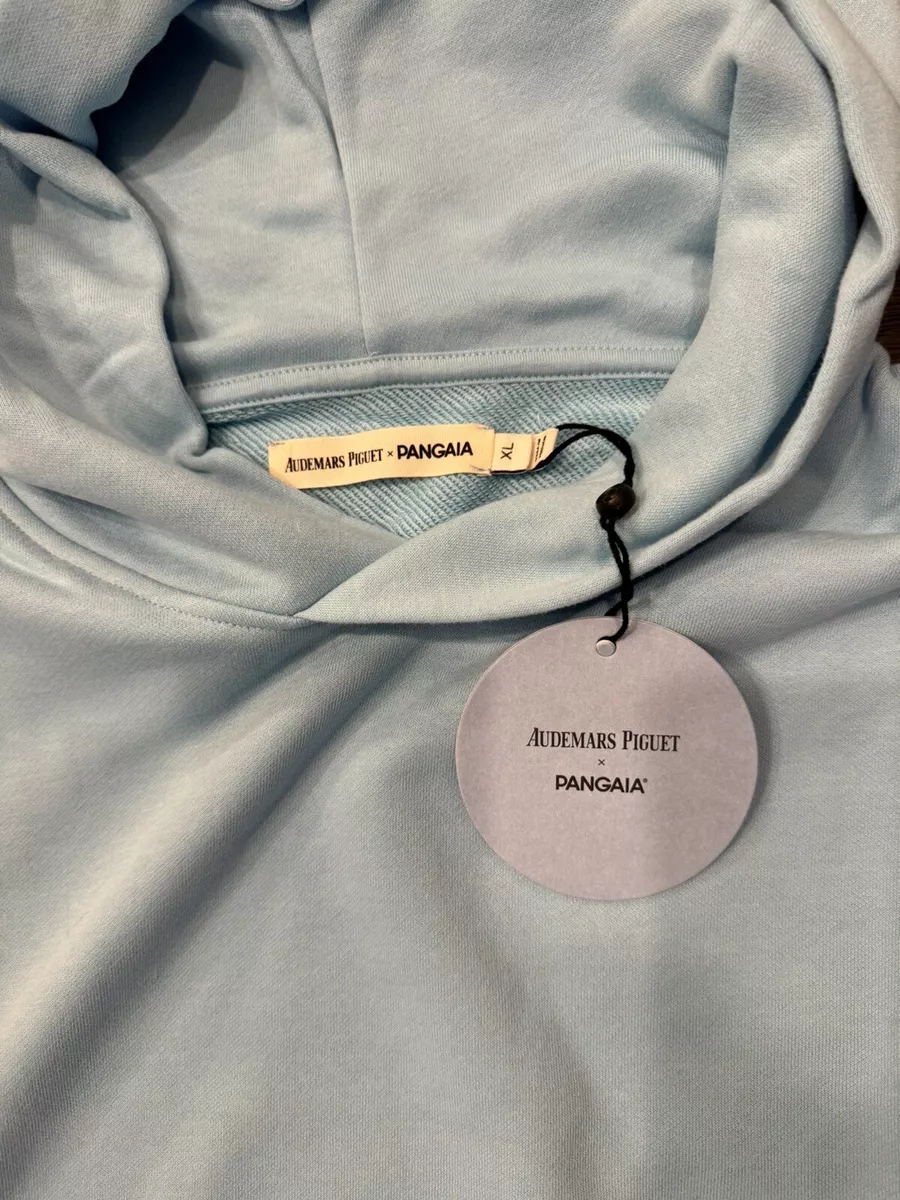 AUDEMARS PIGUET × PANGAIA
XL
AUDEMARS PIGUET
×
PANGAIA®